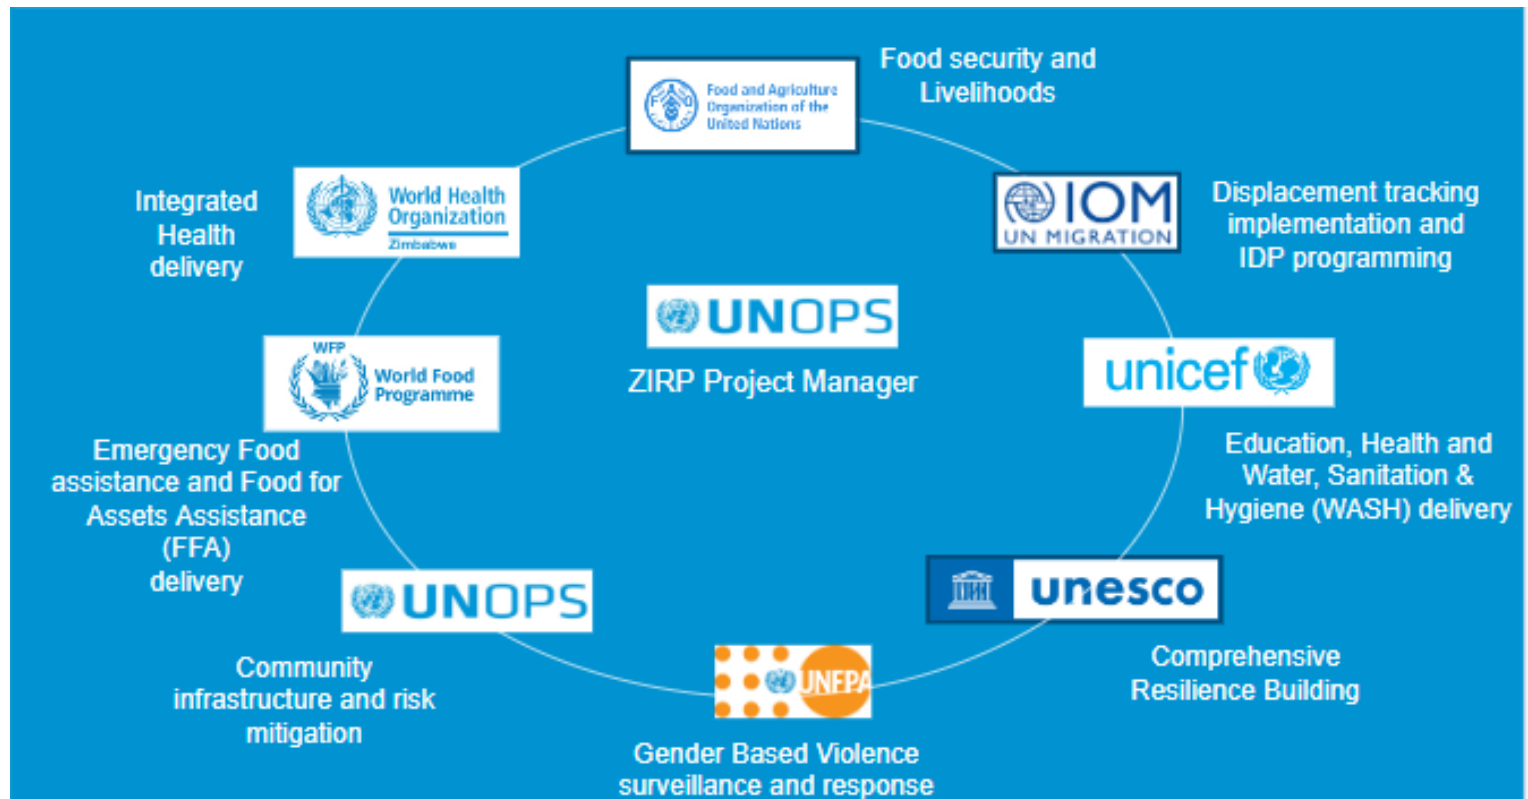 Food and Agriculture
Organization of the
United Nations
Food security and
Livelihoods
IOM
UN MIGRATION
Displacement tracking
implementation and
IDP programming
unicef
Education, Health and
Water, Sanitation &
Hygiene (WASH) delivery
unesco
Comprehensive
Resilience Building
UNFPA
Gender Based Violence
surveillance and response
UNOPS
Community
infrastructure and risk
mitigation
WFP
World Food
Programme
Emergency Food
assistance and Food for
Assets Assistance
(FFA)
delivery
World Health
Organization
Zimbabwe
Integrated
Health
delivery
UNOPS
ZIRP Project Manager